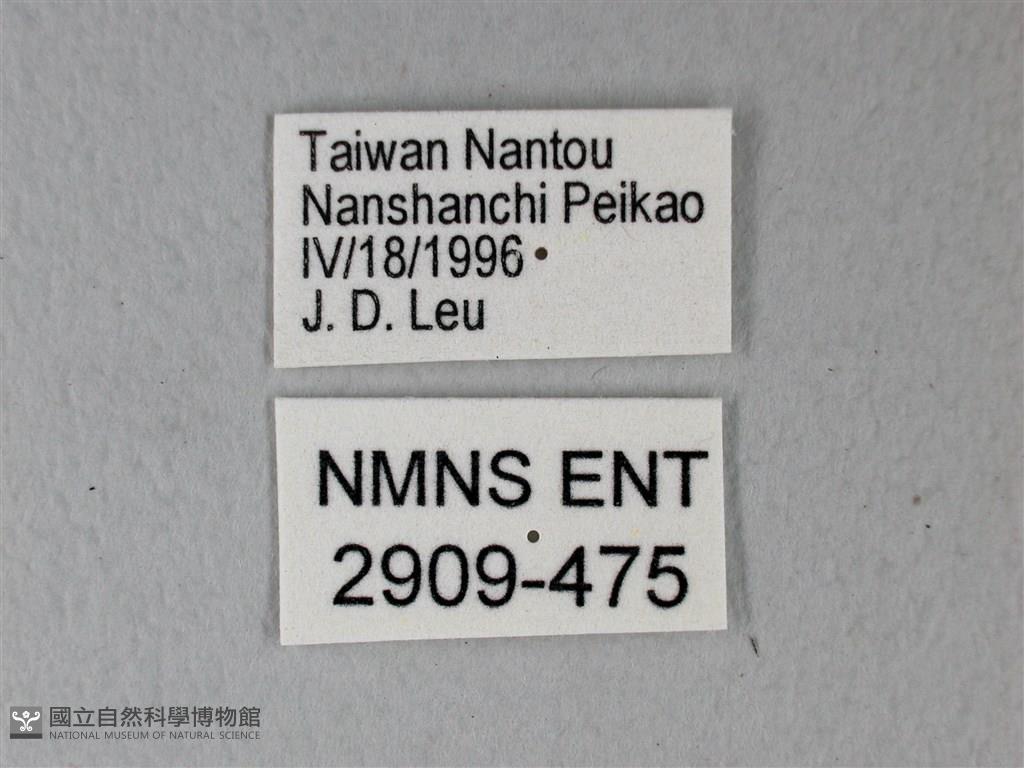 Taiwan Nantou
Nanshanchi Peikao
IV/18/1996
J. D. Leu
NMNS ENT
2909-475
國立自然科學博物館
NATIONAL MUSEUM OF NATURAL SCIENCE